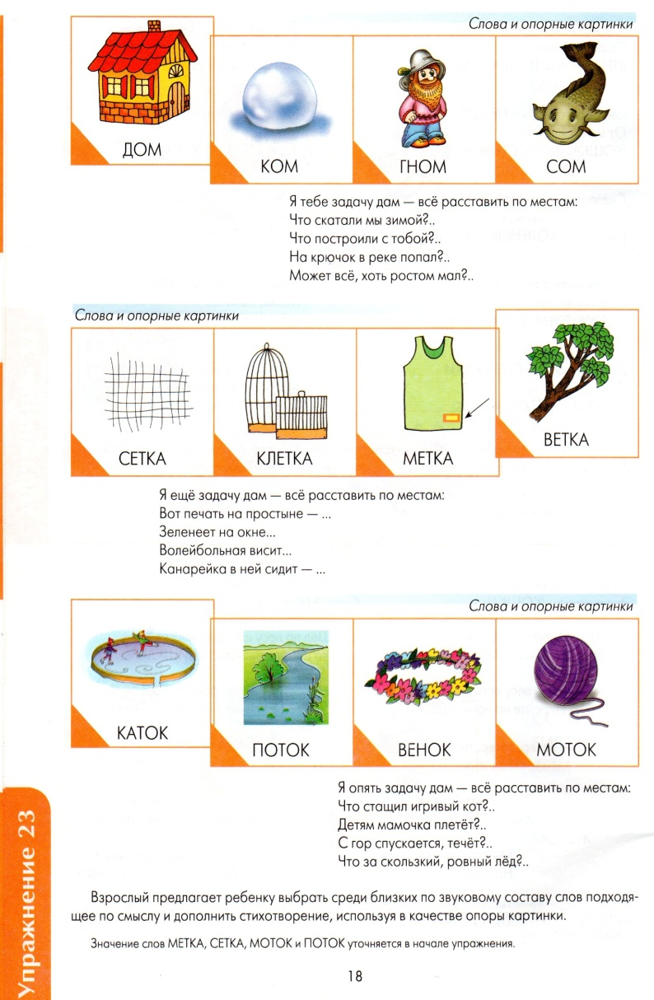 Слова и опорные картинки
ДОМ
КОМ
ГНОМ
СОМ
Я тебе задачу дам — всё расставить по местам:
Что скатали мы зимой?..
Что построили с тобой?..
На крючок в реке попал?..
Может всё, хоть ростом мал?..
Слова и опорные картинки
СЕТКА
КЛЕТКА
МЕТКА
ВЕТКА
Я ещё задачу дам — всё расставить по местам:
Вот печать на простыне — ...
Зеленеет на окне...
Волейбольная висит...
Канарейка в ней сидит — ...
Слова и опорные картинки
КАТОК
ПОТОК
ВЕНОК
МОТОК
Я опять задачу дам — всё расставить по местам:
Что стащил игривый кот?..
Детям мамочка плетёт?..
С гор спускается, течёт?..
Что за скользкий, ровный лёд?..
Упражнение 23
Взрослый предлагает ребенку выбрать среди близких по звуковому составу слов подходя-
щее по смыслу и дополнить стихотворение, используя в качестве опоры картинки.
Значение слов МЕТКА, СЕТКА, МОТОК и ПОТОК уточняется в начале упражнения.
18